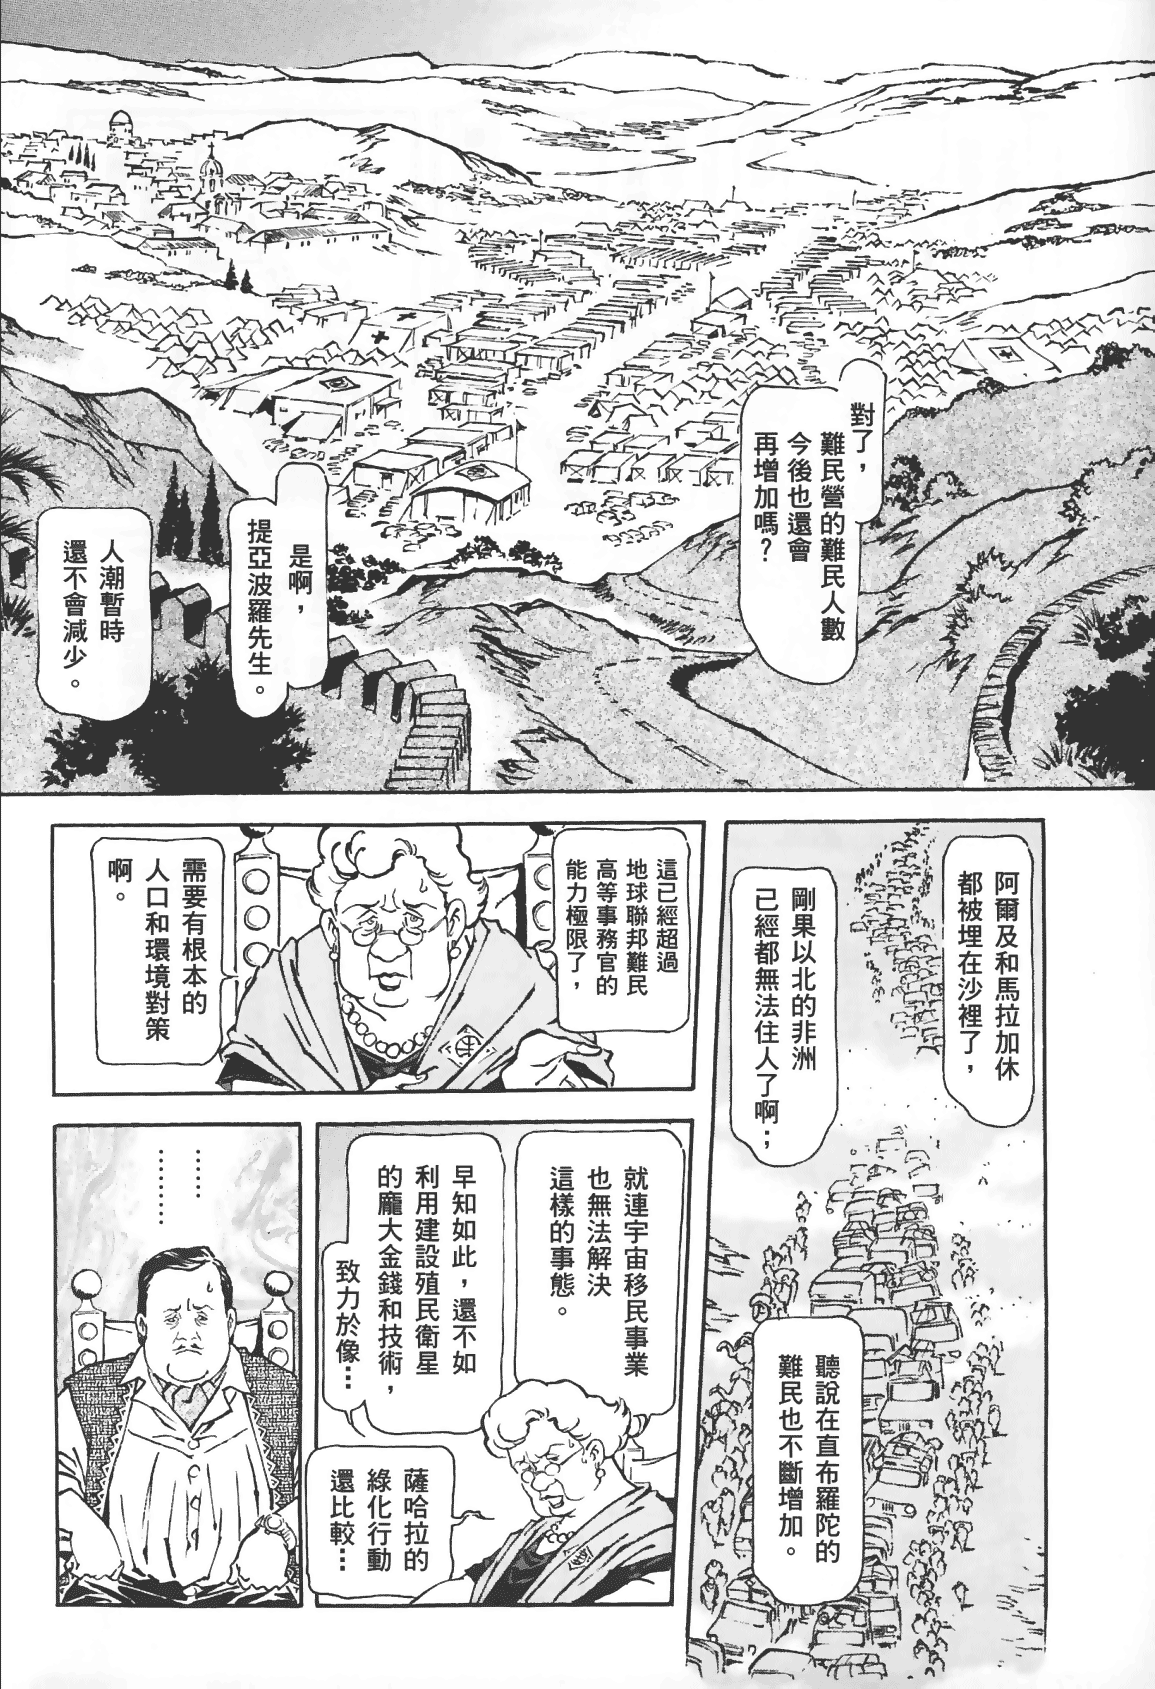 對了，
難民營的難民人數
今後也還會
再增加嗎？
是啊，
提亞波羅先生。
人潮暫時
還不會減少。
阿爾及和馬拉加休
都被埋在沙裡了，
剛果以北的非洲
已經都無法住人了啊…
聽說在直布羅陀的
難民也不斷增加。
這已經超過
地球聯邦難民
高等事務官的
能力極限了，
需要有根本的
人口和環境對策
啊。
就連宇宙移民事業
也無法解決
這樣的事態。
早知如此，還不如
利用建設殖民衛星
的龐大金錢和技術，
致力於像…
薩哈拉的
綠化行動
還比較…
……
………